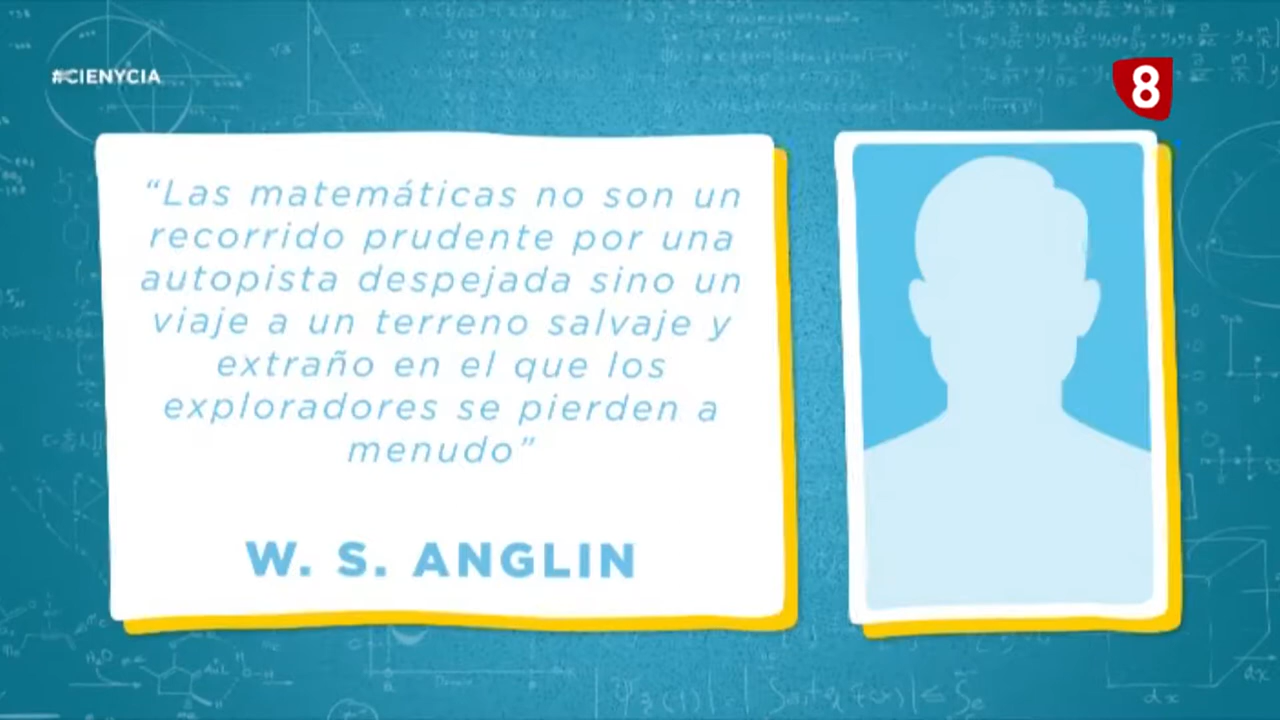 #CIENYCIA
8
“Las matemáticas no son un
recorrido prudente por una
autopista despejada sino un
viaje a un terreno salvaje y
extraño en el que los
exploradores se pierden a
menudo”
W. S. ANGLIN